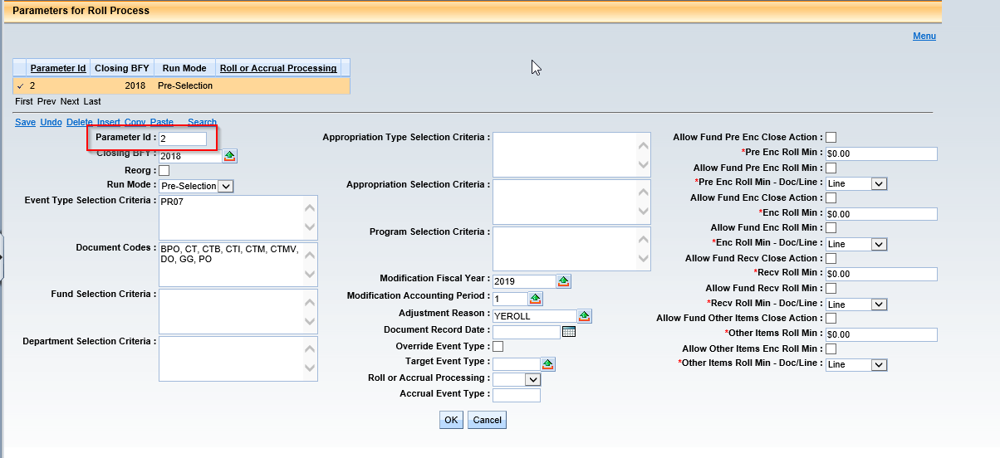 Parameters for Roll Process
Menu
Parameter Id Closing BFY Run Mode Roll or Accrual Processing
✓ 2 2018 Pre-Selection
First Prev Next Last
Save Undo Delete Insert Copy Paste Search
Parameter Id : 2
Closing BFY : 2018
Reorg :
Run Mode : Pre-Selection
Event Type Selection Criteria : PR07
Document Codes : BPO, CT, CTB, CTI, CTM, CTMV,
DO, GG, PO
Fund Selection Criteria :
Department Selection Criteria :
Appropriation Type Selection Criteria :
Appropriation Selection Criteria :
Program Selection Criteria :
Modification Fiscal Year : 2019
Modification Accounting Period : 1
Adjustment Reason : YEROLL
Document Record Date :
Override Event Type :
Target Event Type :
Roll or Accrual Processing :
Accrual Event Type :
Allow Fund Pre Enc Close Action :
*Pre Enc Roll Min : $0.00
Allow Fund Pre Enc Roll Min :
*Pre Enc Roll Min - Doc/Line : Line
Allow Fund Enc Close Action :
*Enc Roll Min : $0.00
Allow Fund Enc Roll Min :
*Enc Roll Min - Doc/Line : Line
Allow Fund Recv Close Action :
*Recv Roll Min : $0.00
Allow Fund Recv Roll Min :
*Recv Roll Min - Doc/Line : Line
Allow Fund Other Items Close Action :
*Other Items Roll Min : $0.00
Allow Other Items Enc Roll Min :
*Other Items Roll Min - Doc/Line : Line
OK Cancel